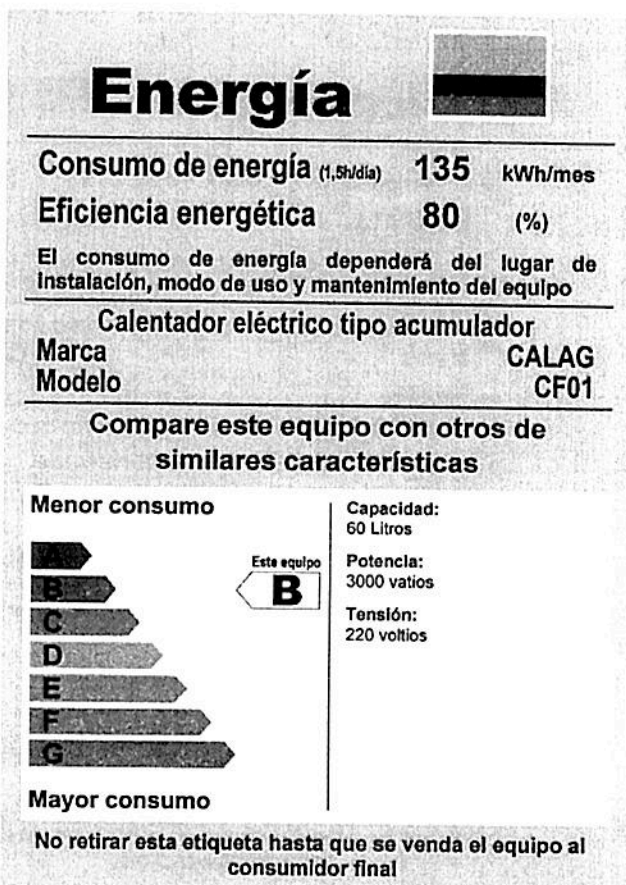 Energía
Consumo de energía (1,5h/día) 135 kWh/mes
Eficiencia energética 80 (%)
El consumo de energía dependerá del lugar de
instalación, modo de uso y mantenimiento del equipo
Calentador eléctrico tipo acumulador
Marca CALAG
Modelo CF01
Compare este equipo con otros de
similares características
Menor consumo
A
B
C
D
E
F
G
Mayor consumo
Este equipo
B
Capacidad:
60 Litros
Potencia:
3000 vatios
Tensión:
220 voltios
No retirar esta etiqueta hasta que se venda el equipo al
consumidor final